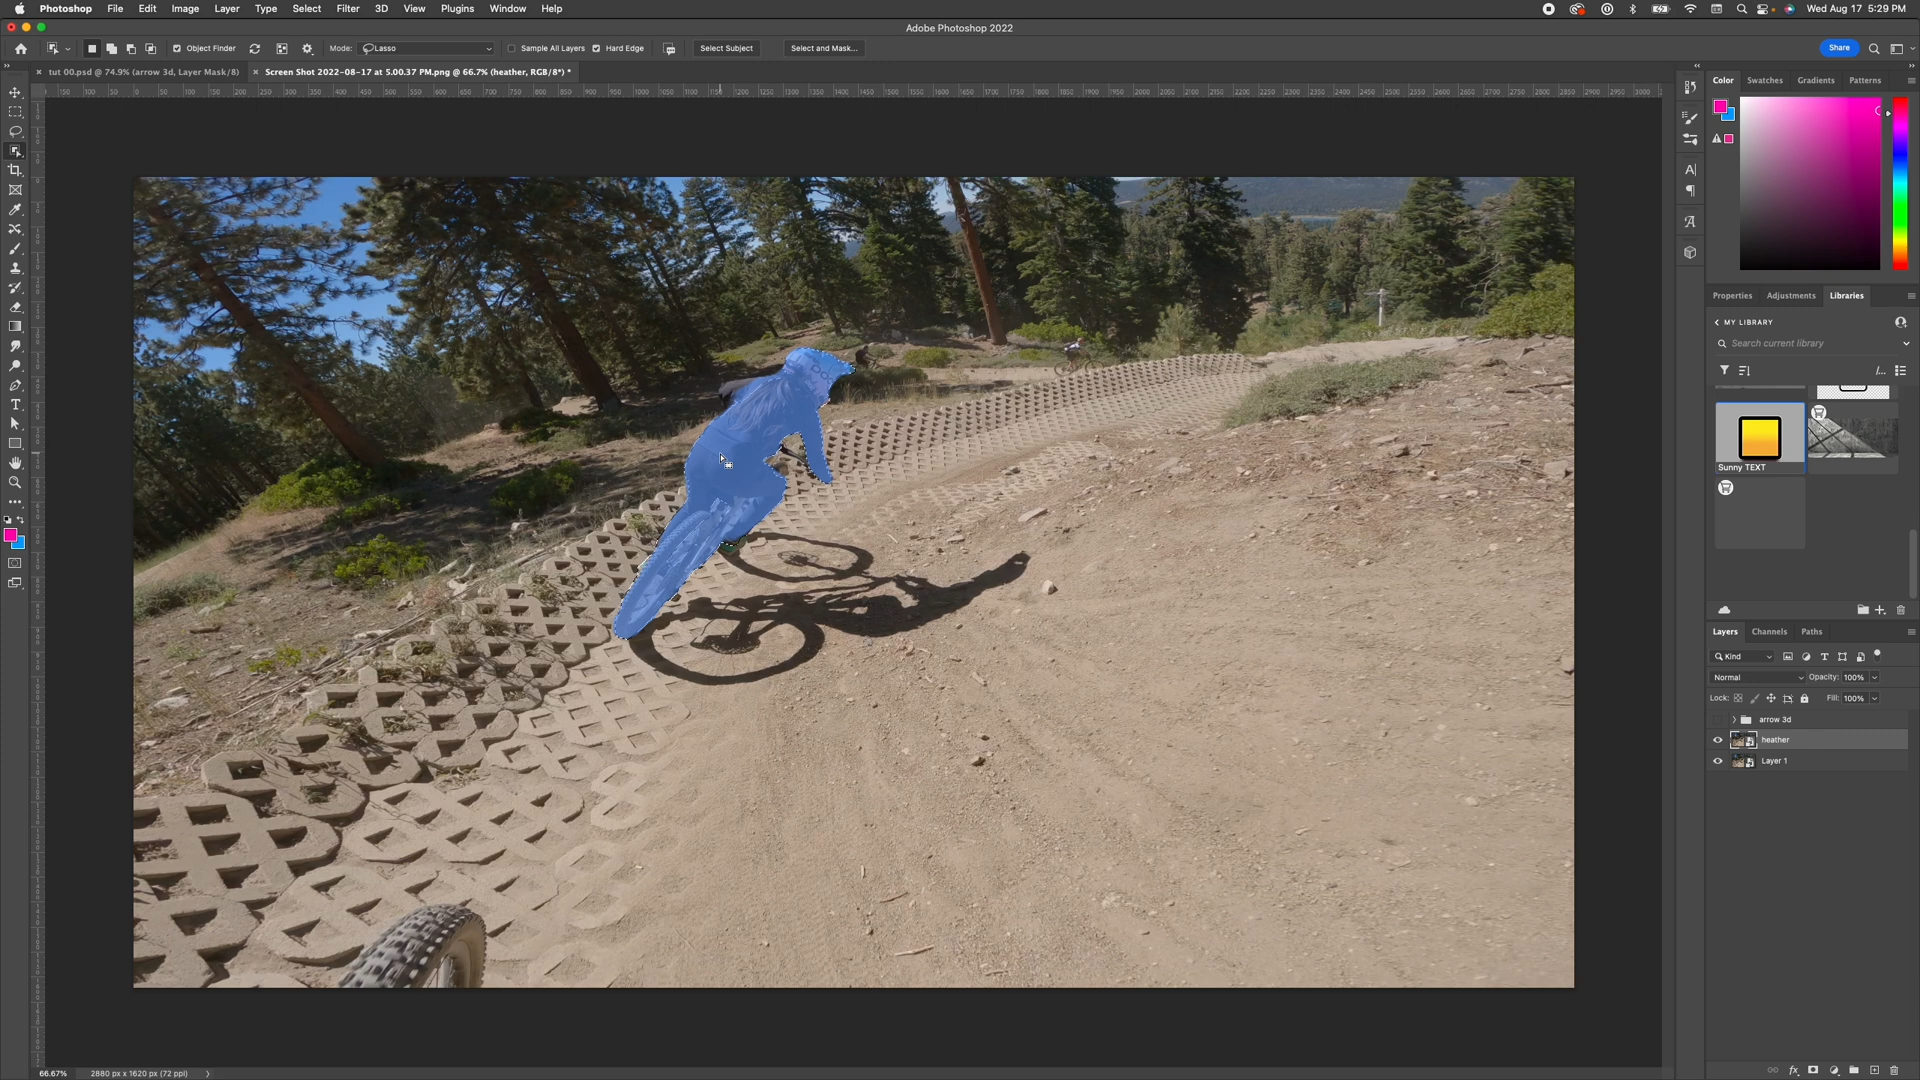 Photoshop File Edit Image Layer Type Select Filter 3D View Plugins Window Help Wed Aug 17 5:29 PM
Adobe Photoshop 2022
Object Finder Mode: Lasso Sample All Layers Hard Edge Select Subject Select and Mask... Share
tut 00.psd @ 74.9% (arrow 3d, Layer Mask/8) Screen Shot 2022-08-17 at 5.00.37 PM.png @ 66.7% (heather, RGB/8*) *
Color Swatches Gradients Patterns
Properties Adjustments Libraries
MY LIBRARY
Search current library
Sunny TEXT
Layers Channels Paths
Kind
Normal Opacity: 100%
Lock: Fill: 100%
arrow 3d
heather
Layer 1
66.67% 2880 px x 1620 px (72 ppi)